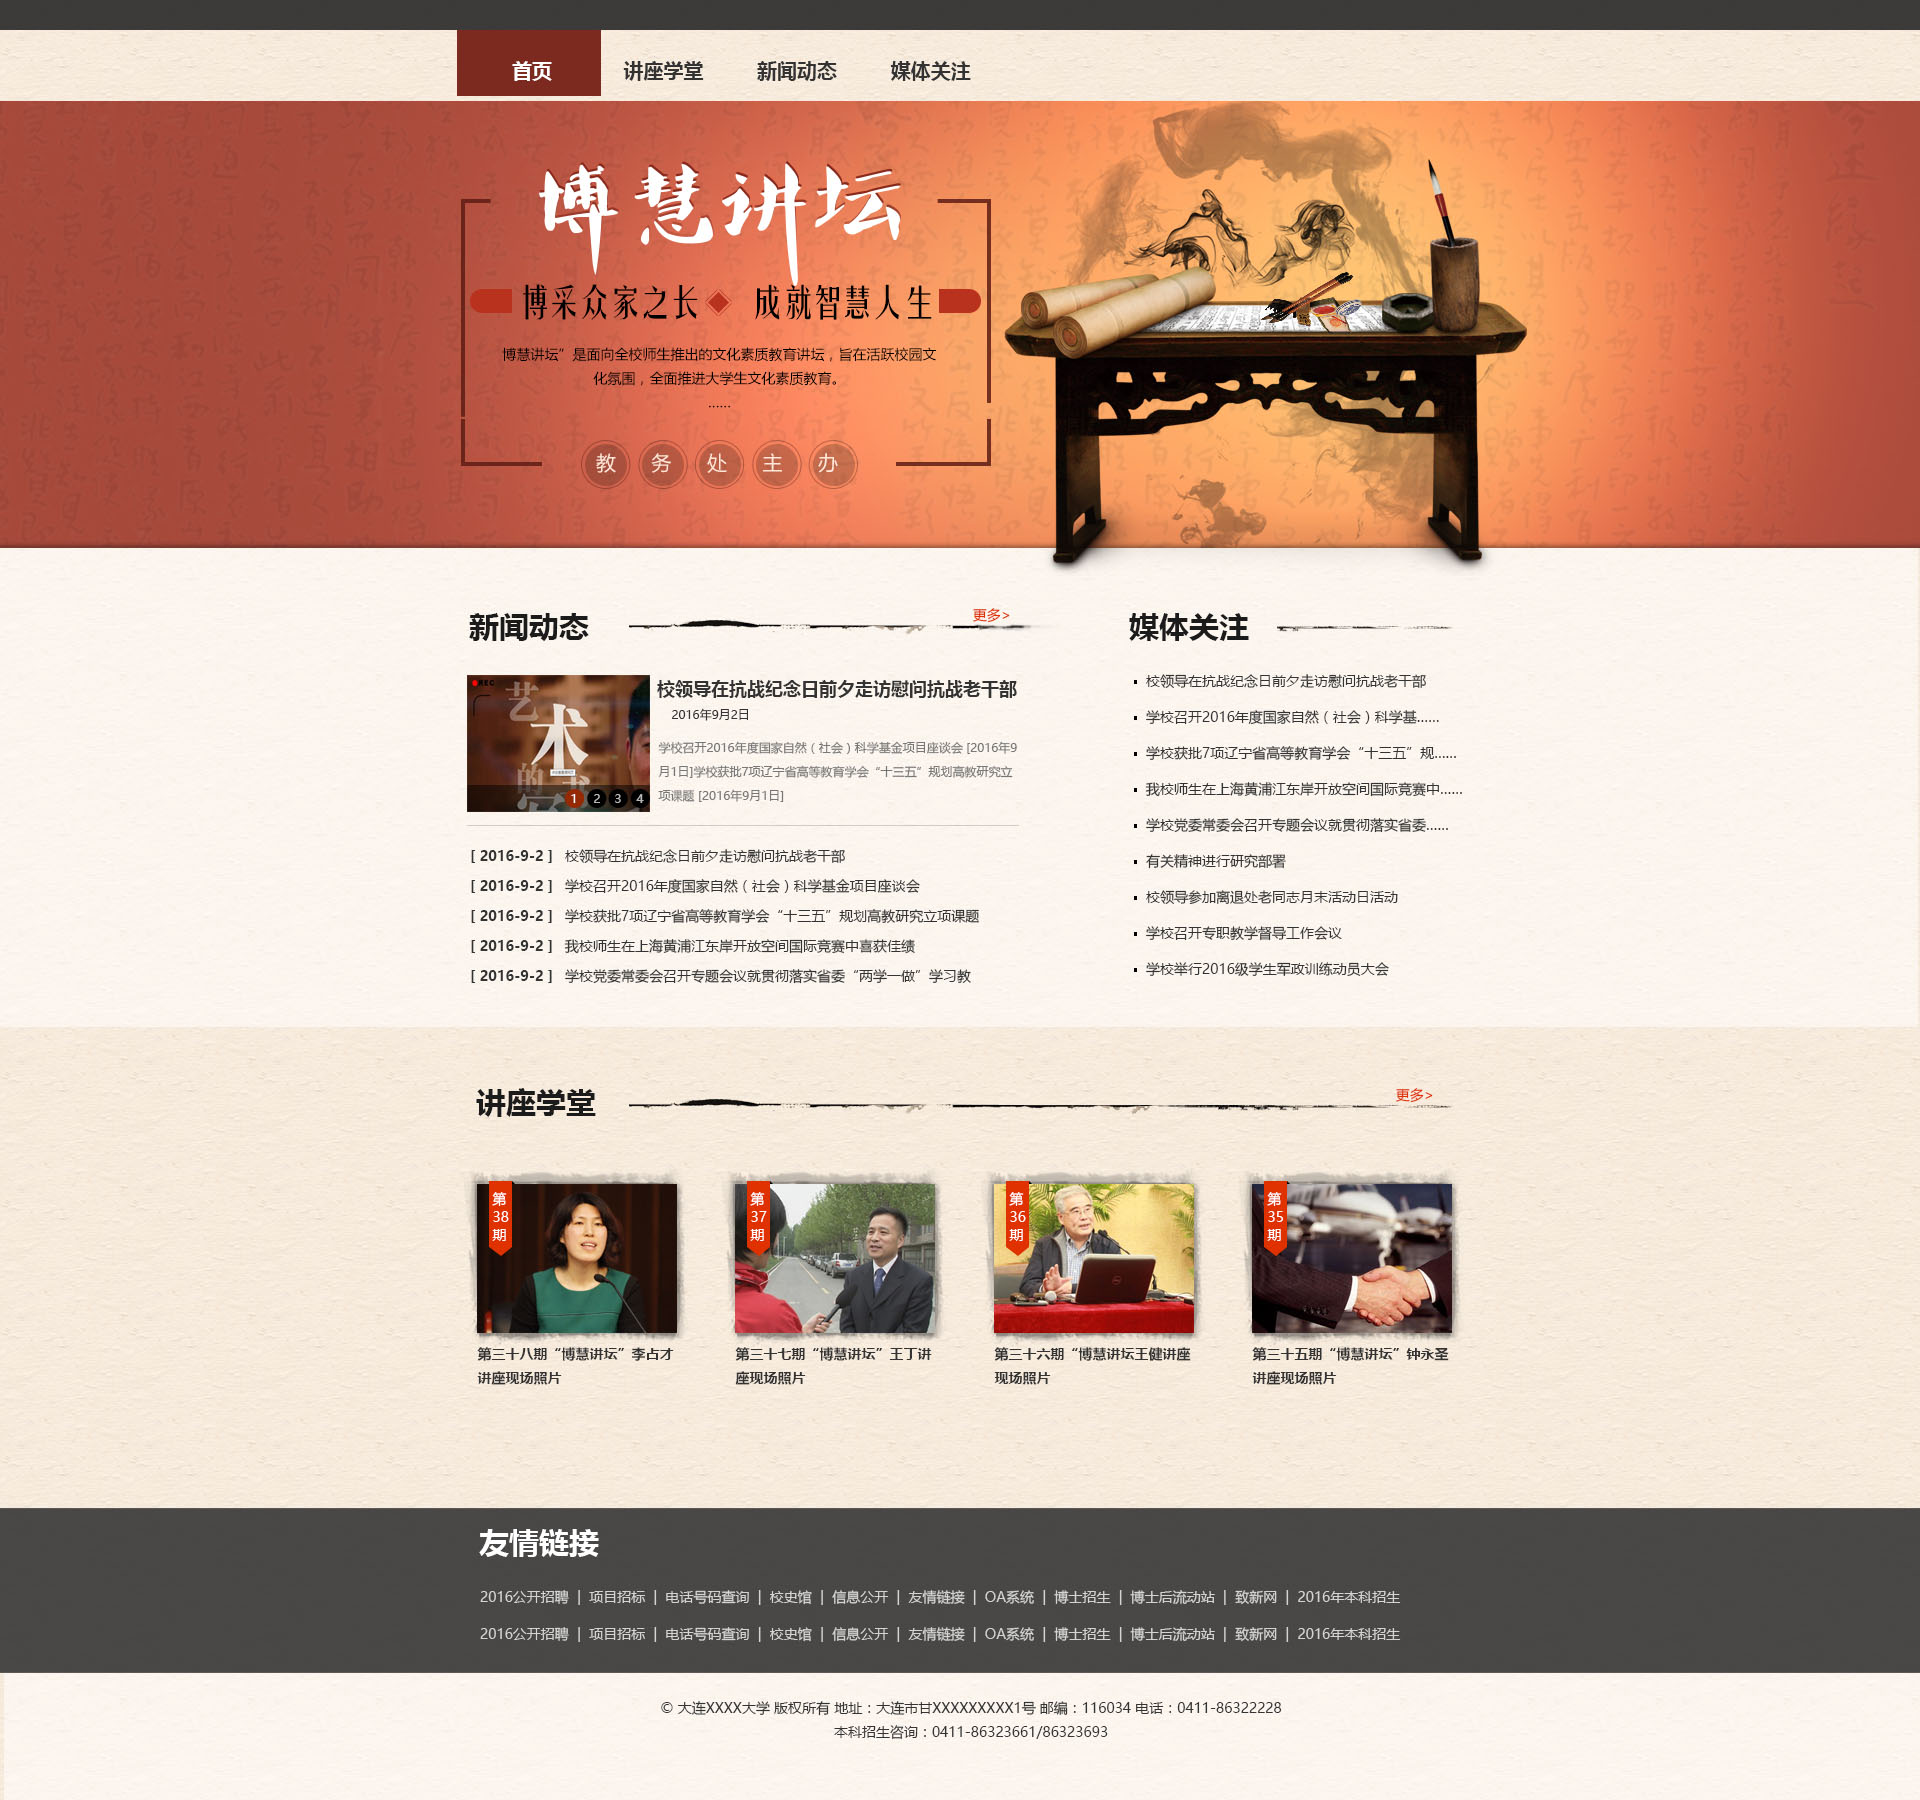 首页 讲座学堂 新闻动态 媒体关注
博慧讲坛
博采众家之长 成就智慧人生
博慧讲坛”是面向全校师生推出的文化素质教育讲坛，旨在活跃校园文
化氛围，全面推进大学生文化素质教育。
......
教 务 处 主 办
新闻动态
更多>
REC
艺
术
的
1 2 3 4
校领导在抗战纪念日前夕走访慰问抗战老干部
2016年9月2日
学校召开2016年度国家自然（社会）科学基金项目座谈会 [2016年9
月1日]学校获批7项辽宁省高等教育学会“十三五”规划高教研究立
项课题 [2016年9月1日]
[ 2016-9-2 ] 校领导在抗战纪念日前夕走访慰问抗战老干部
[ 2016-9-2 ] 学校召开2016年度国家自然（社会）科学基金项目座谈会
[ 2016-9-2 ] 学校获批7项辽宁省高等教育学会“十三五”规划高教研究立项课题
[ 2016-9-2 ] 我校师生在上海黄浦江东岸开放空间国际竞赛中喜获佳绩
[ 2016-9-2 ] 学校党委常委会召开专题会议就贯彻落实省委“两学一做”学习教
媒体关注
校领导在抗战纪念日前夕走访慰问抗战老干部
学校召开2016年度国家自然（社会）科学基......
学校获批7项辽宁省高等教育学会“十三五”规......
我校师生在上海黄浦江东岸开放空间国际竞赛中......
学校党委常委会召开专题会议就贯彻落实省委......
有关精神进行研究部署
校领导参加离退处老同志月末活动日活动
学校召开专职教学督导工作会议
学校举行2016级学生军政训练动员大会
讲座学堂
更多>
第
38
期
第三十八期“博慧讲坛”李占才
讲座现场照片
第
37
期
第三十七期“博慧讲坛”王丁讲
座现场照片
第
36
期
第三十六期“博慧讲坛王健讲座
现场照片
第
35
期
第三十五期“博慧讲坛”钟永圣
讲座现场照片
友情链接
2016公开招聘 | 项目招标 | 电话号码查询 | 校史馆 | 信息公开 | 友情链接 | OA系统 | 博士招生 | 博士后流动站 | 致新网 | 2016年本科招生
2016公开招聘 | 项目招标 | 电话号码查询 | 校史馆 | 信息公开 | 友情链接 | OA系统 | 博士招生 | 博士后流动站 | 致新网 | 2016年本科招生
© 大连XXXX大学 版权所有 地址：大连市甘XXXXXXXXX1号 邮编：116034 电话：0411-86322228
本科招生咨询：0411-86323661/86323693